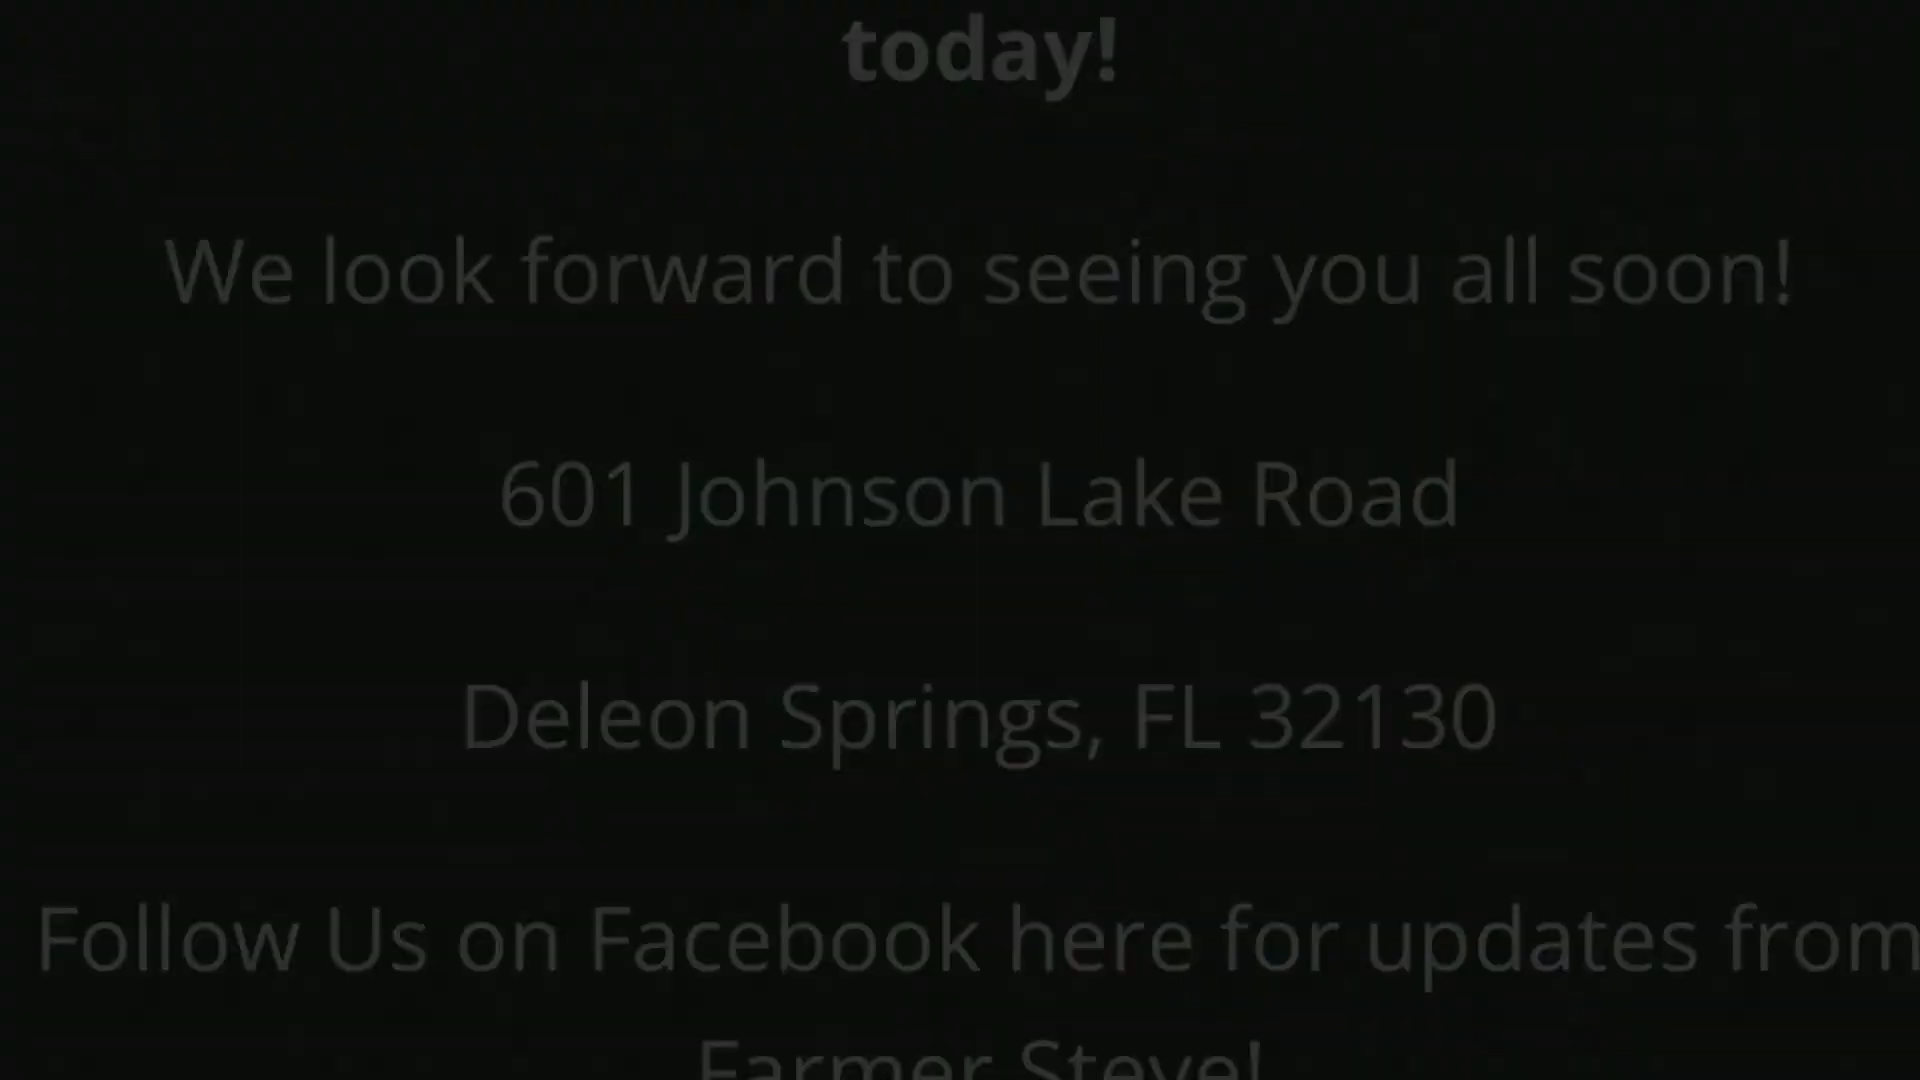 today!
We look forward to seeing you all soon!
601 Johnson Lake Road
Deleon Springs, FL 32130
Follow Us on Facebook here for updates from
Farmer Steve!